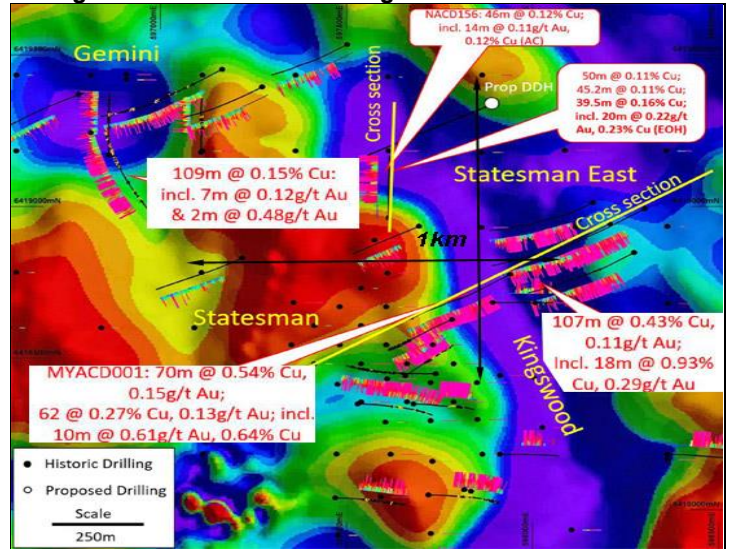 NACD156: 46m @ 0.12% Cu;
incl. 14m @ 0.11g/t Au,
0.12% Cu (AC)
Gemini
50m @ 0.11% Cu;
45.2m @ 0.11% Cu;
39.5m @ 0.16% Cu;
incl. 20m @ 0.22g/t
Au, 0.23% Cu (EOH)
Prop DDH
Cross section
109m @ 0.15% Cu:
incl. 7m @ 0.12g/t Au
& 2m @ 0.48g/t Au
Statesman East
6419000mN
Cross section
1km
Statesman
107m @ 0.43% Cu,
0.11g/t Au;
Incl. 18m @ 0.93%
Cu, 0.29g/t Au
Kingswood
MYACD001: 70m @ 0.54% Cu,
0.15g/t Au;
62 @ 0.27% Cu, 0.13g/t Au; incl.
10m @ 0.61g/t Au, 0.64% Cu
Historic Drilling
Proposed Drilling
Scale
250m